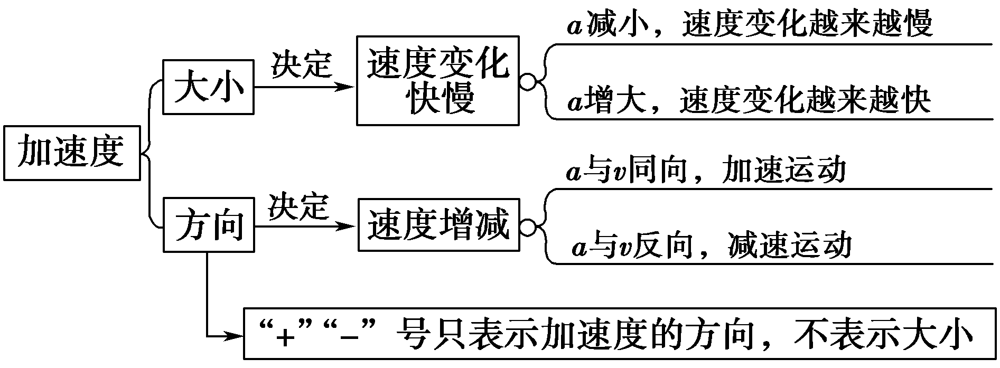 加速度
大小
决定
速度变化
快慢
a减小，速度变化越来越慢
a增大，速度变化越来越快
方向
决定
速度增减
a与v同向，加速运动
a与v反向，减速运动
“+”“-”号只表示加速度的方向，不表示大小